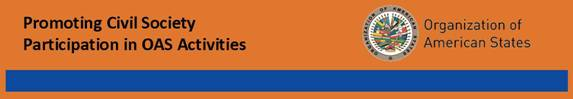 Promoting Civil Society
Participation in OAS Activities
Organization of
American States